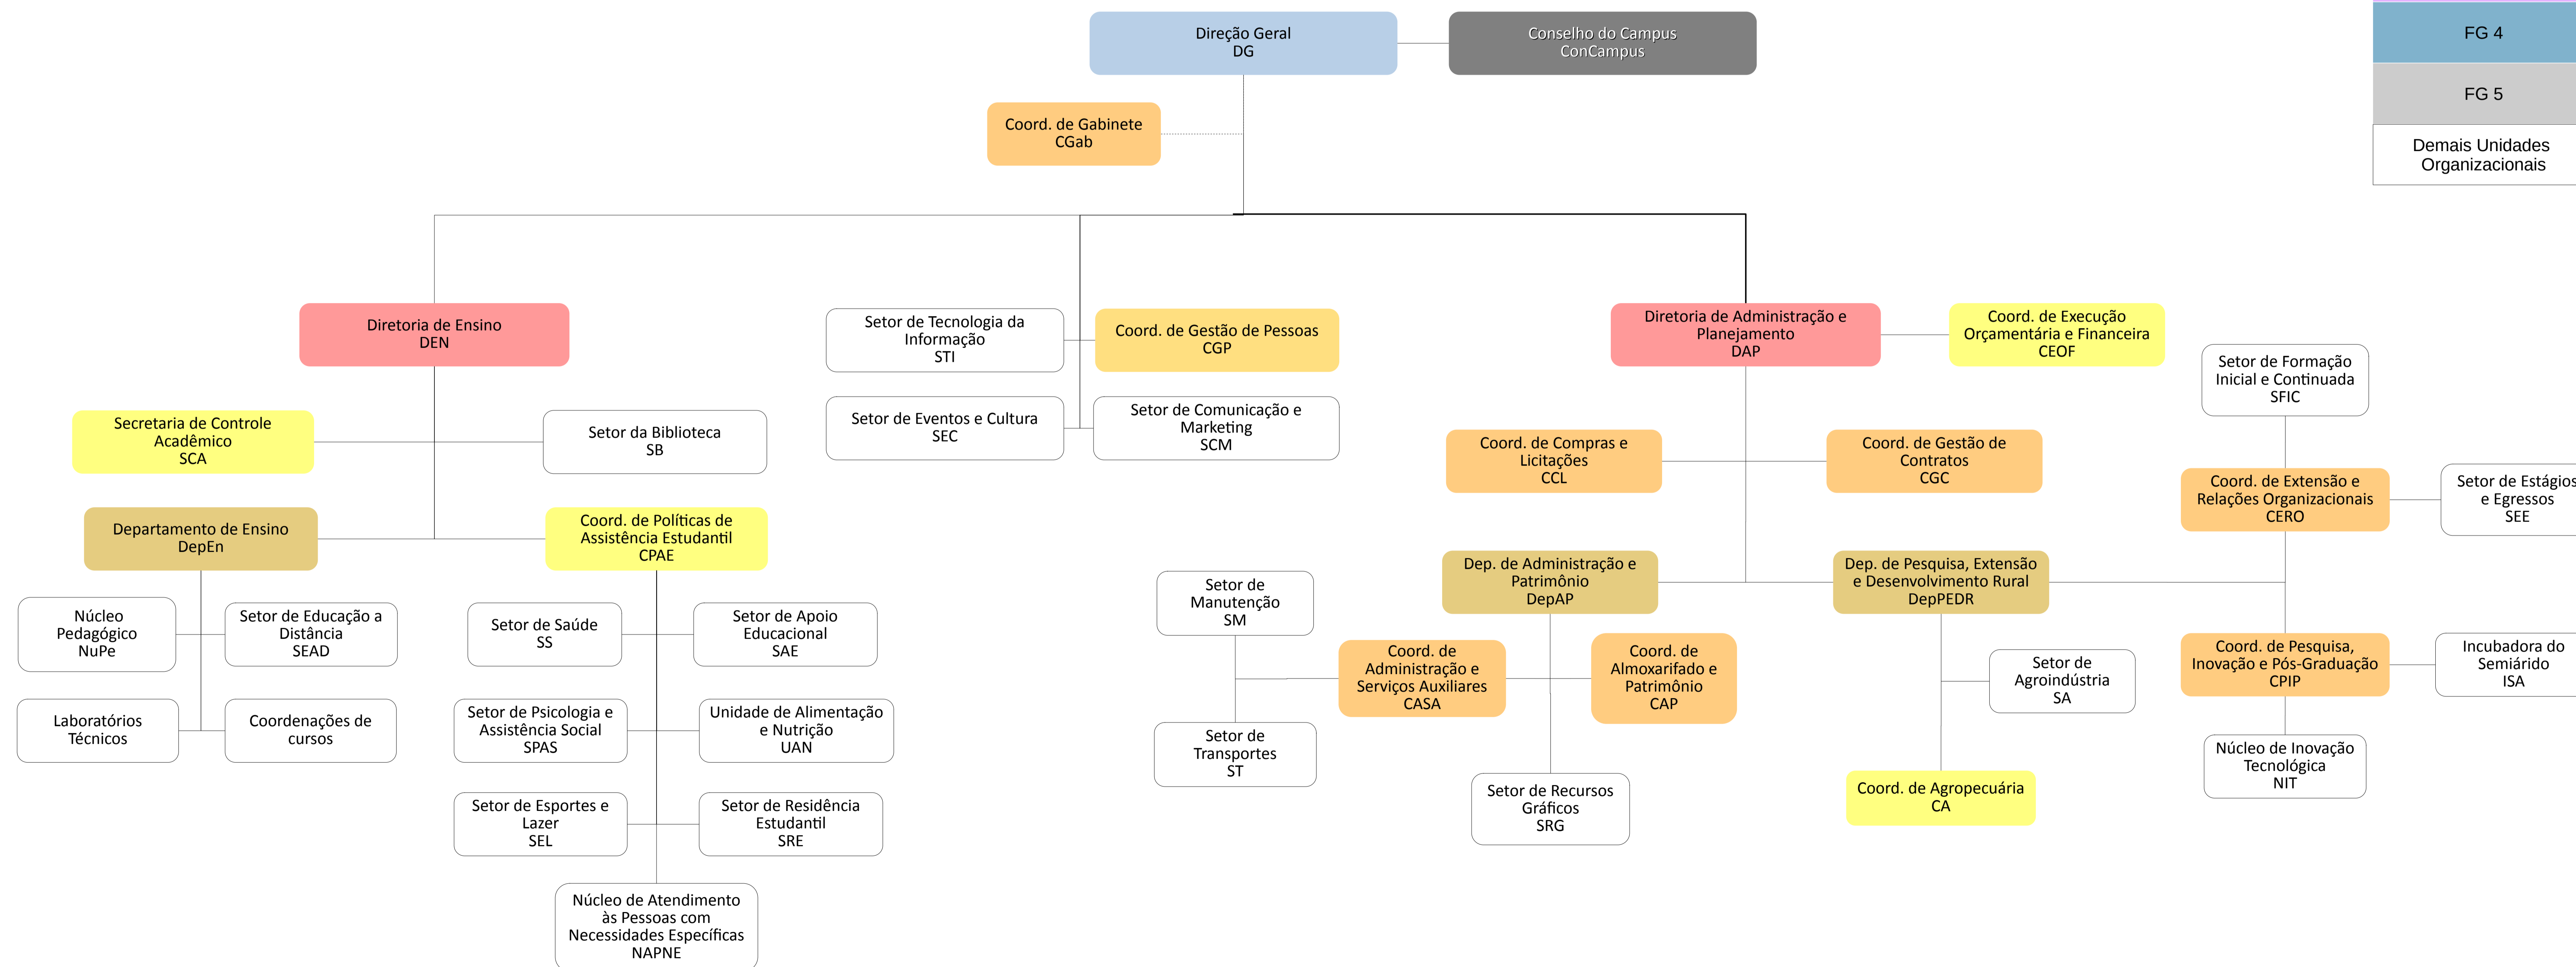 Direção Geral
DG
Conselho do Campus
ConCampus
FG 4
FG 5
Demais Unidades
Organizacionais
Coord. de Gabinete
CGab
Diretoria de Ensino
DEN
Setor de Tecnologia da
Informação
STI
Coord. de Gestão de Pessoas
CGP
Setor de Eventos e Cultura
SEC
Setor de Comunicação e
Marketing
SCM
Diretoria de Administração e
Planejamento
DAP
Coord. de Execução
Orçamentária e Financeira
CEOF
Secretaria de Controle
Acadêmico
SCA
Setor da Biblioteca
SB
Departamento de Ensino
DepEn
Coord. de Políticas de
Assistência Estudantil
CPAE
Núcleo
Pedagógico
NuPe
Setor de Educação a
Distância
SEAD
Laboratórios
Técnicos
Coordenações de
cursos
Setor de Saúde
SS
Setor de Apoio
Educacional
SAE
Setor de Psicologia e
Assistência Social
SPAS
Unidade de Alimentação
e Nutrição
UAN
Setor de Esportes e
Lazer
SEL
Setor de Residência
Estudantil
SRE
Núcleo de Atendimento
às Pessoas com
Necessidades Específicas
NAPNE
Coord. de Compras e
Licitações
CCL
Coord. de Gestão de
Contratos
CGC
Dep. de Administração e
Patrimônio
DepAP
Dep. de Pesquisa, Extensão
e Desenvolvimento Rural
DepPEDR
Setor de
Manutenção
SM
Coord. de
Administração e
Serviços Auxiliares
CASA
Coord. de
Almoxarifado e
Patrimônio
CAP
Setor de
Transportes
ST
Setor de Recursos
Gráficos
SRG
Setor de
Agroindústria
SA
Coord. de Agropecuária
CA
Setor de Formação
Inicial e Continuada
SFIC
Coord. de Extensão e
Relações Organizacionais
CERO
Setor de Estágios
e Egressos
SEE
Coord. de Pesquisa,
Inovação e Pós-Graduação
CPIP
Incubadora do
Semiárido
ISA
Núcleo de Inovação
Tecnológica
NIT